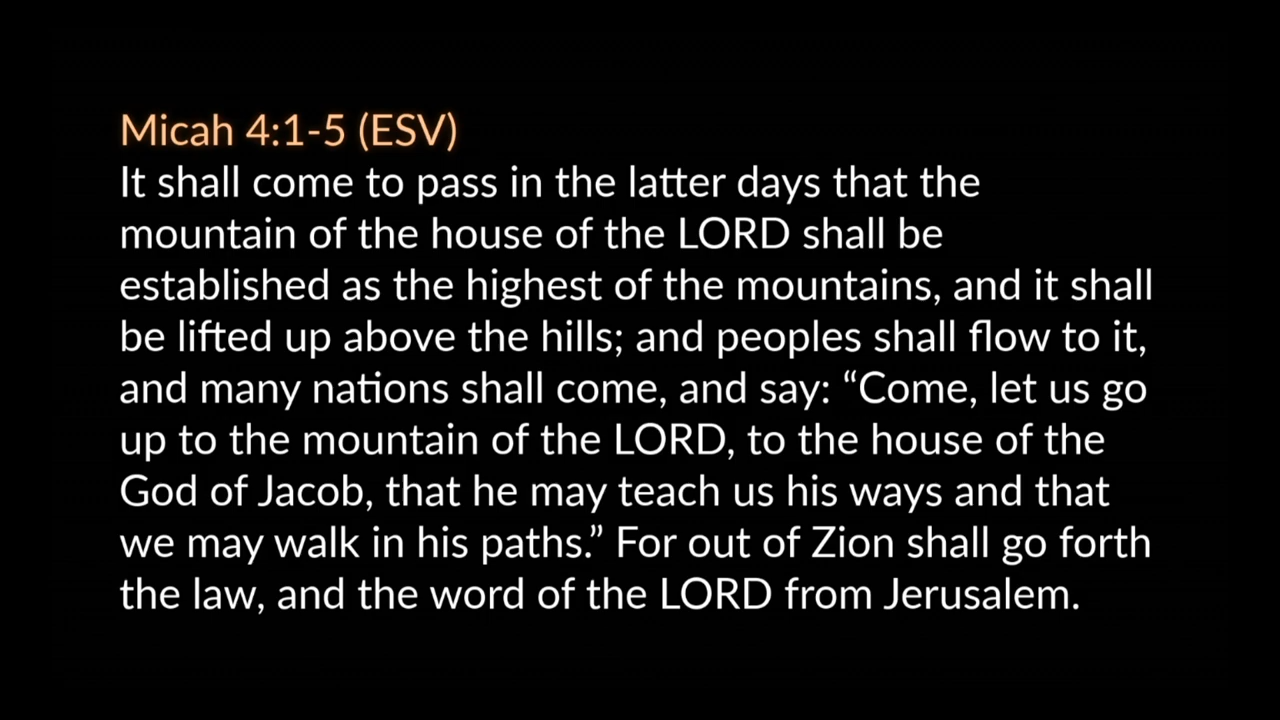 Micah 4:1-5 (ESV)
It shall come to pass in the latter days that the
mountain of the house of the LORD shall be
established as the highest of the mountains, and it shall
be lifted up above the hills; and peoples shall flow to it,
and many nations shall come, and say: “Come, let us go
up to the mountain of the LORD, to the house of the
God of Jacob, that he may teach us his ways and that
we may walk in his paths.” For out of Zion shall go forth
the law, and the word of the LORD from Jerusalem.